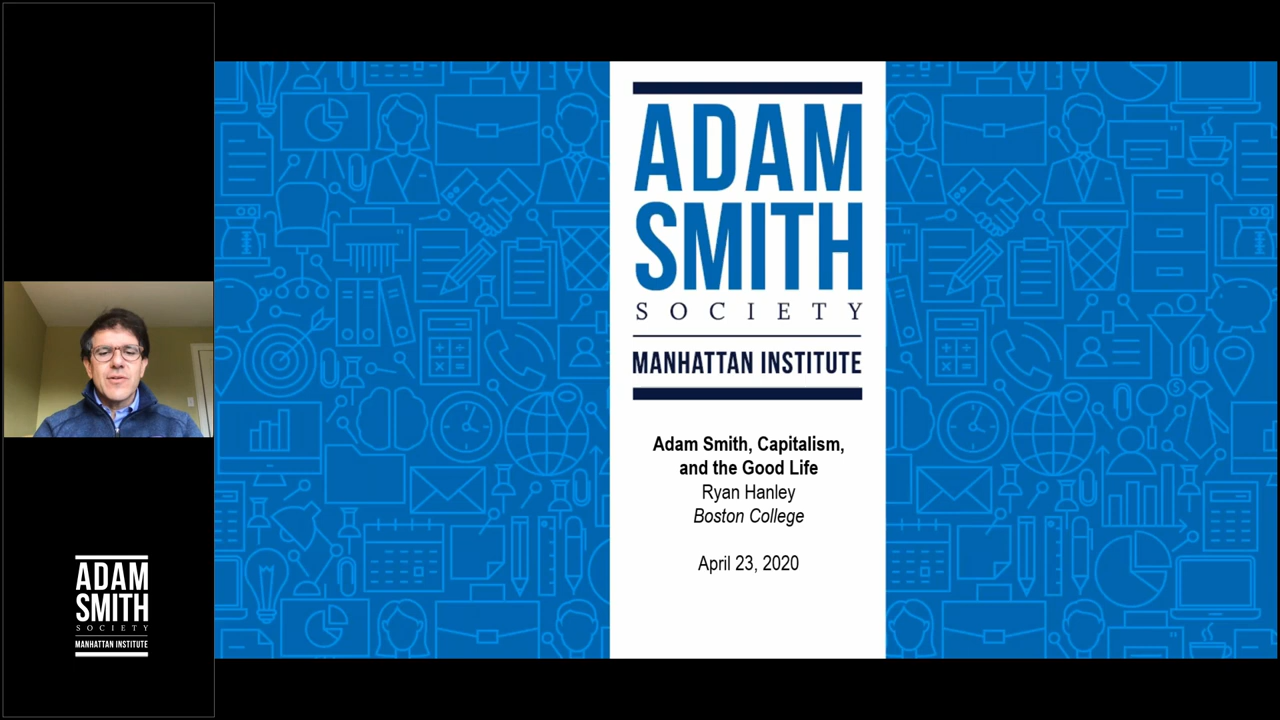 ADAM
SMITH
SOCIETY
MANHATTAN INSTITUTE
Adam Smith, Capitalism,
and the Good Life
Ryan Hanley
Boston College
April 23, 2020
ADAM
SMITH
SOCIETY
MANHATTAN INSTITUTE